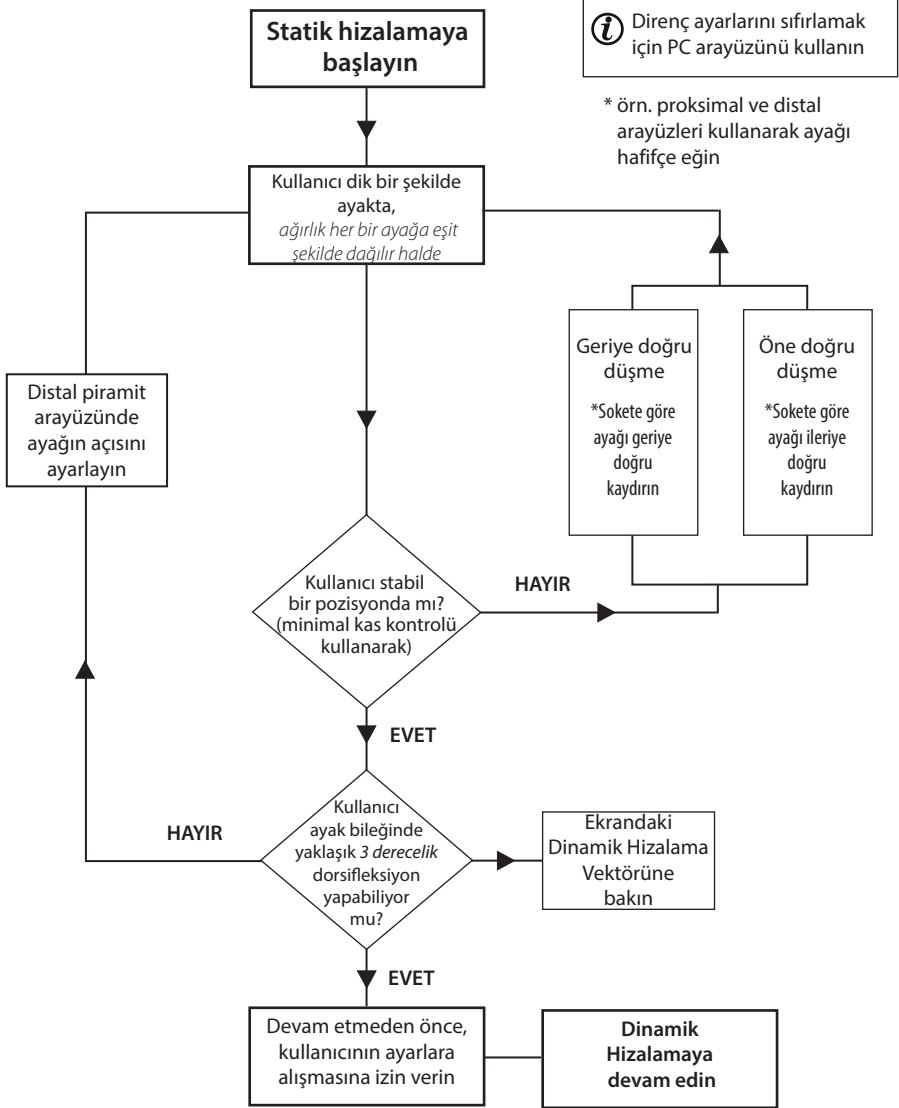 Statik hizalamaya
başlayın
Direnç ayarlarını sıfırlamak
için PC arayüzünü kullanın
* örn. proksimal ve distal
arayüzleri kullanarak ayağı
hafifçe eğin
Kullanıcı dik bir şekilde
ayakta,
ağırlık her bir ayağa eşit
şekilde dağılır halde
Distal piramit
arayüzünde
ayağın açısını
ayarlayın
Geriye doğru
düşme
*Sokete göre
ayağı geriye
doğru
kaydırın
Öne doğru
düşme
*Sokete göre
ayağı ileriye
doğru
kaydırın
Kullanıcı stabil
bir pozisyonda mı?
(minimal kas kontrolü
kullanarak)
HAYIR
EVET
Kullanıcı
ayak bileğinde
yaklaşık 3 derecelik
dorsifleksiyon
yapabiliyor
mu?
HAYIR
Ekrandaki
Dinamik Hizalama
Vektörüne
bakın
EVET
Devam etmeden önce,
kullanıcının ayarlara
alışmasına izin verin
Dinamik
Hizalamaya
devam edin